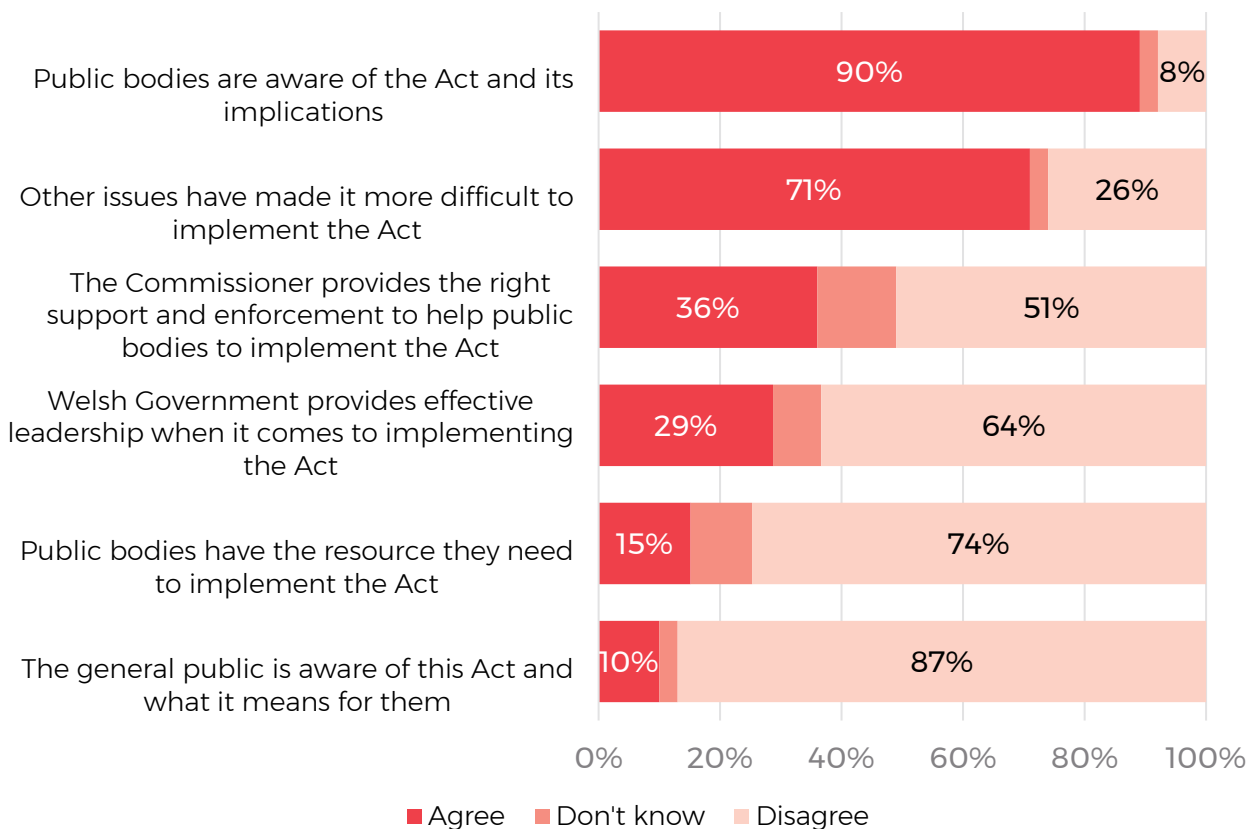 Public bodies are aware of the Act and its
implications
90%
8%
Other issues have made it more difficult to
implement the Act
71%
26%
The Commissioner provides the right
support and enforcement to help public
bodies to implement the Act
36%
51%
Welsh Government provides effective
leadership when it comes to implementing
the Act
29%
64%
Public bodies have the resource they need
to implement the Act
15%
74%
The general public is aware of this Act and
what it means for them
10%
87%
0% 20% 40% 60% 80% 100%
Agree Don't know Disagree